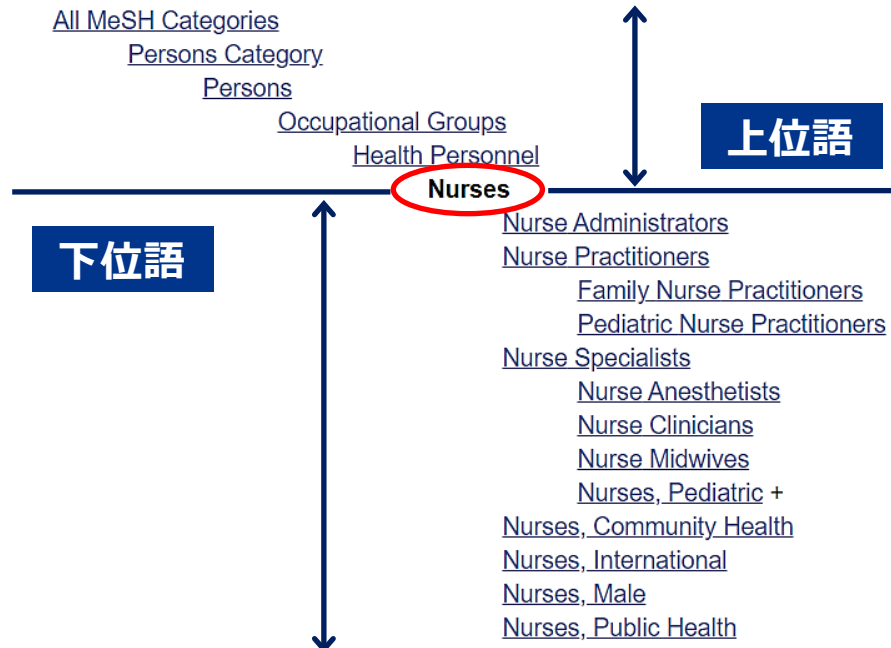 All MeSH Categories
Persons Category
Persons
Occupational Groups
Health Personnel
上位語
Nurses
下位語
Nurse Administrators
Nurse Practitioners
Family Nurse Practitioners
Pediatric Nurse Practitioners
Nurse Specialists
Nurse Anesthetists
Nurse Clinicians
Nurse Midwives
Nurses, Pediatric +
Nurses, Community Health
Nurses, International
Nurses, Male
Nurses, Public Health